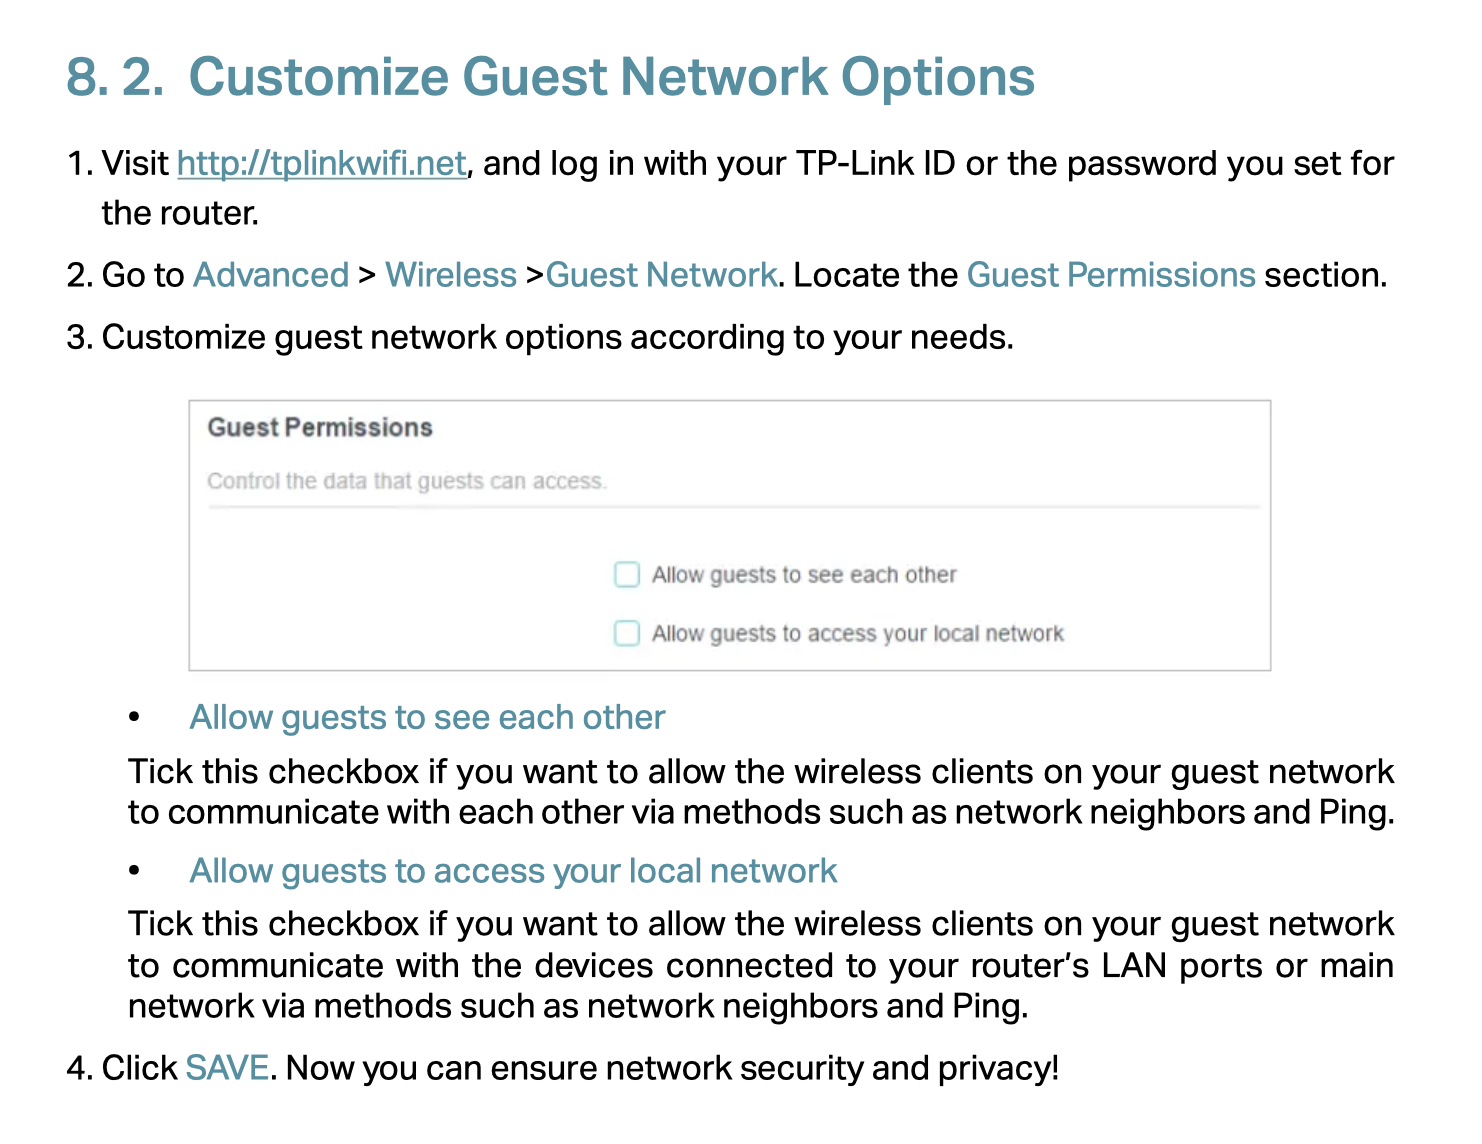 8. 2. Customize Guest Network Options
1. Visit http://tplinkwifi.net, and log in with your TP-Link ID or the password you set for
the router.
2. Go to Advanced > Wireless >Guest Network. Locate the Guest Permissions section.
3. Customize guest network options according to your needs.
Guest Permissions
Control the data that guests can access.
Allow guests to see each other
Allow guests to access your local network
• Allow guests to see each other
Tick this checkbox if you want to allow the wireless clients on your guest network
to communicate with each other via methods such as network neighbors and Ping.
• Allow guests to access your local network
Tick this checkbox if you want to allow the wireless clients on your guest network
to communicate with the devices connected to your router’s LAN ports or main
network via methods such as network neighbors and Ping.
4. Click SAVE. Now you can ensure network security and privacy!